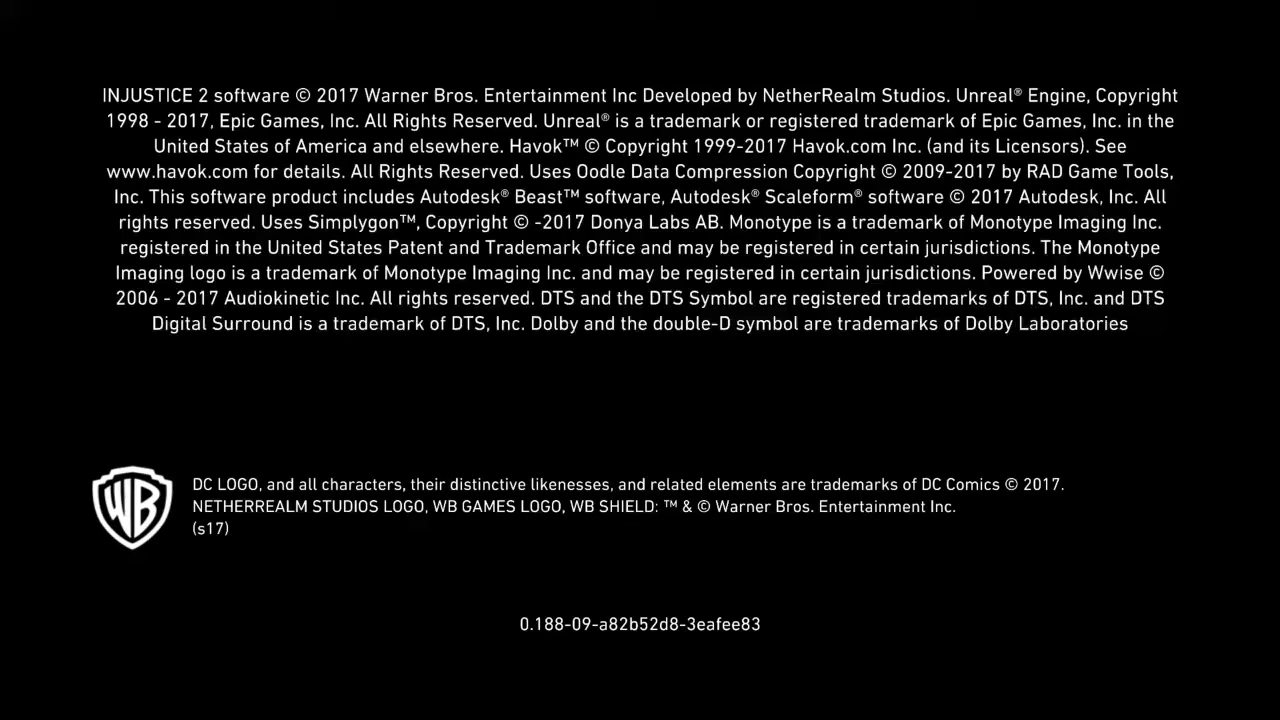 INJUSTICE 2 software © 2017 Warner Bros. Entertainment Inc Developed by NetherRealm Studios. Unreal® Engine, Copyright
1998 - 2017, Epic Games, Inc. All Rights Reserved. Unreal® is a trademark or registered trademark of Epic Games, Inc. in the
United States of America and elsewhere. Havok™ © Copyright 1999-2017 Havok.com Inc. (and its Licensors). See
www.havok.com for details. All Rights Reserved. Uses Oodle Data Compression Copyright © 2009-2017 by RAD Game Tools,
Inc. This software product includes Autodesk® Beast™ software, Autodesk® Scaleform® software © 2017 Autodesk, Inc. All
rights reserved. Uses Simplygon™, Copyright © -2017 Donya Labs AB. Monotype is a trademark of Monotype Imaging Inc.
registered in the United States Patent and Trademark Office and may be registered in certain jurisdictions. The Monotype
Imaging logo is a trademark of Monotype Imaging Inc. and may be registered in certain jurisdictions. Powered by Wwise ©
2006 - 2017 Audiokinetic Inc. All rights reserved. DTS and the DTS Symbol are registered trademarks of DTS, Inc. and DTS
Digital Surround is a trademark of DTS, Inc. Dolby and the double-D symbol are trademarks of Dolby Laboratories
WB
DC LOGO, and all characters, their distinctive likenesses, and related elements are trademarks of DC Comics © 2017.
NETHERREALM STUDIOS LOGO, WB GAMES LOGO, WB SHIELD: ™ & © Warner Bros. Entertainment Inc.
(s17)
0.188-09-a82b52d8-3eafee83